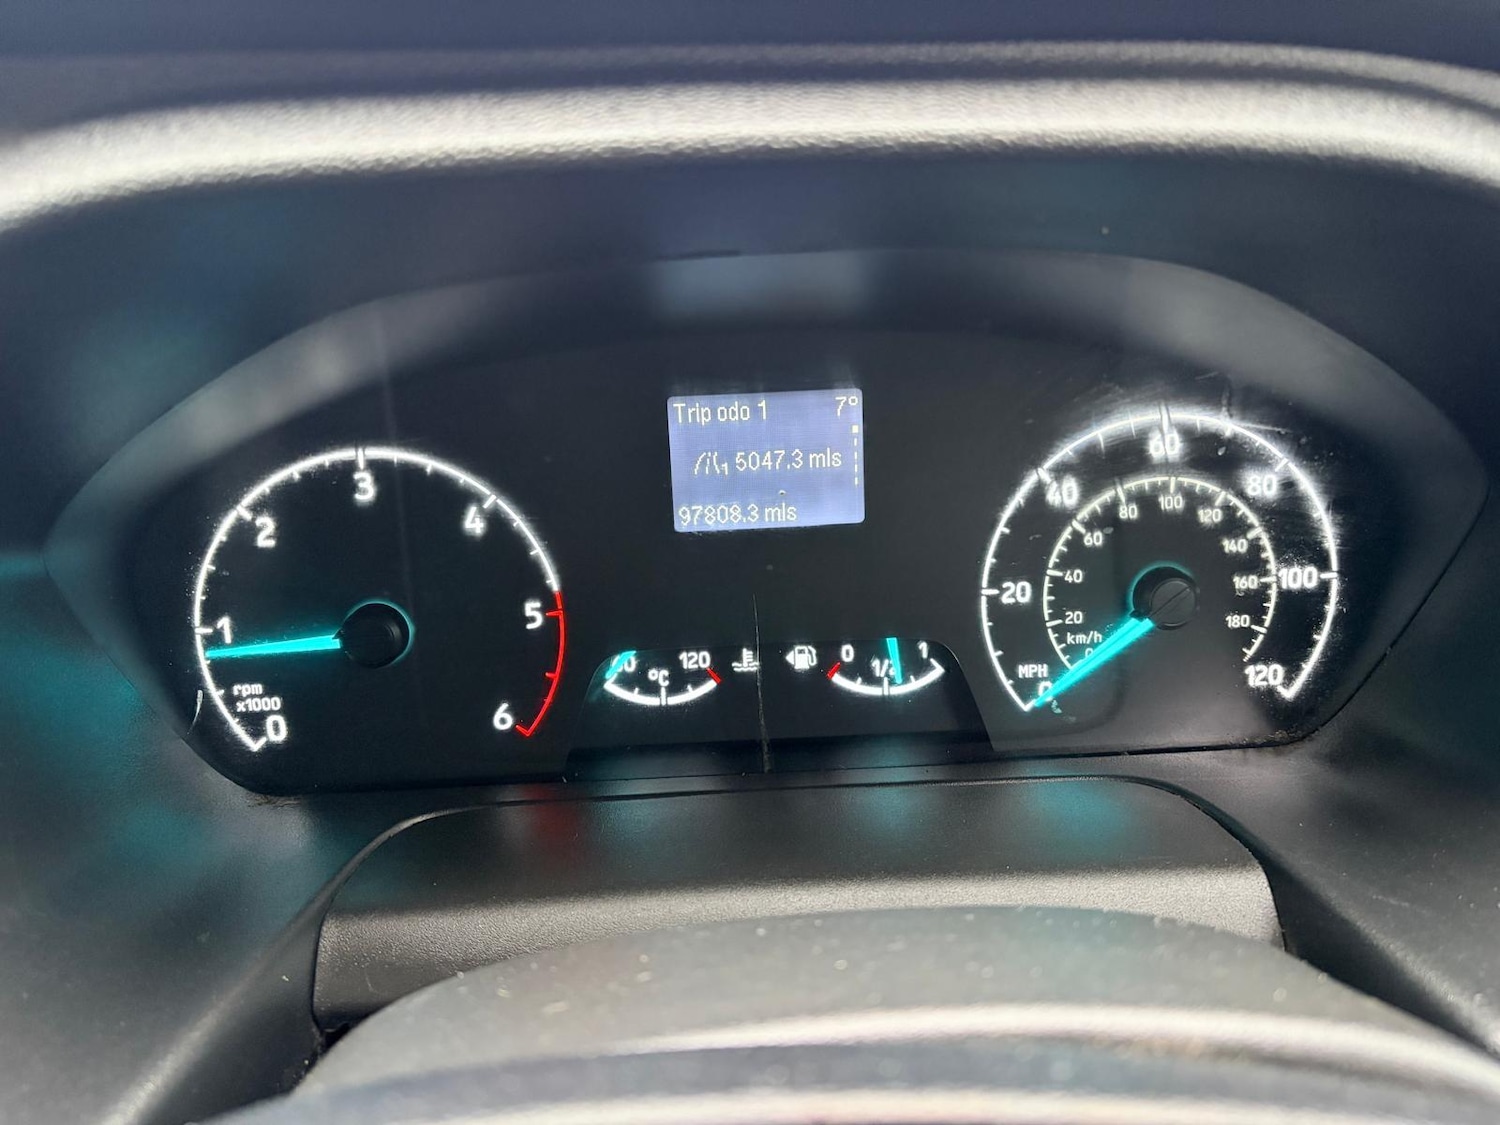 Trip odo 1 7°
1 5047.3 mls
97808.3 mls
0 1 2 3 4 5 6
rpm
x1000
120
°C
0 1/2 1
0 20 40 60 80 100 120
MPH
20 40 60 80 100 120 140 160 180
km/h